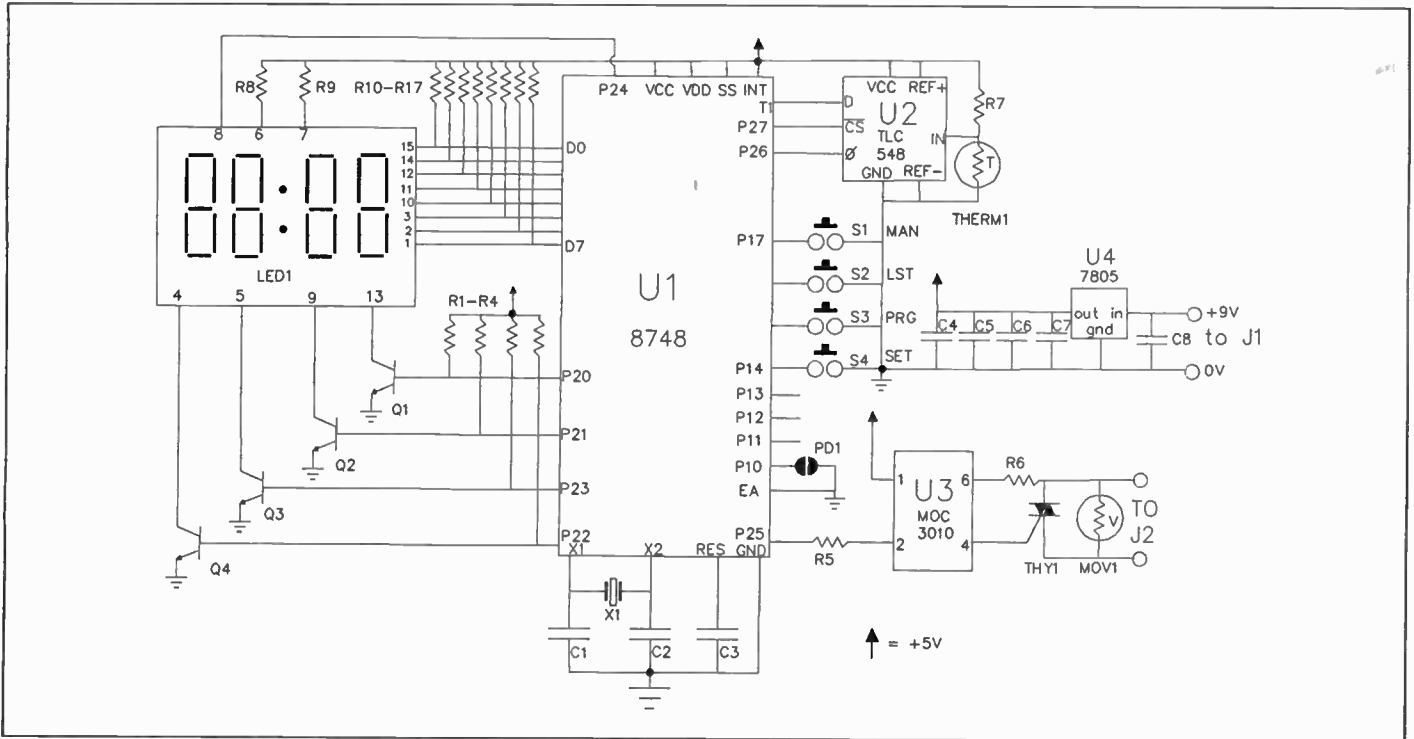 R8
R9
R10-R17
P24 VCC VDD SS INT
8 6 7
15
14
12
11
10
3
2
1
LED1
4 5 9 13
D0
D7
R1-R4
U1
8748
T1
P27
P26
P17
P14
P13
P12
P11
P10
EA
P25
GND
RES
X2
X1
P20
P21
P23
P22
Q1
Q2
Q3
Q4
X1
C1
C2
C3
VCC REF+
D
U2
CS
TLC
IN
Ø
548
GND REF-
R7
T
THERM1
S1 MAN
S2 LST
S3 PRG
S4 SET
PD1
U4
7805
out in
gnd
C4 C5 C6 C7
C8
+9V
to J1
0V
1
U3
6
MOC
3010
2
4
R5
R6
THY1
V
MOV1
TO
J2
= +5V